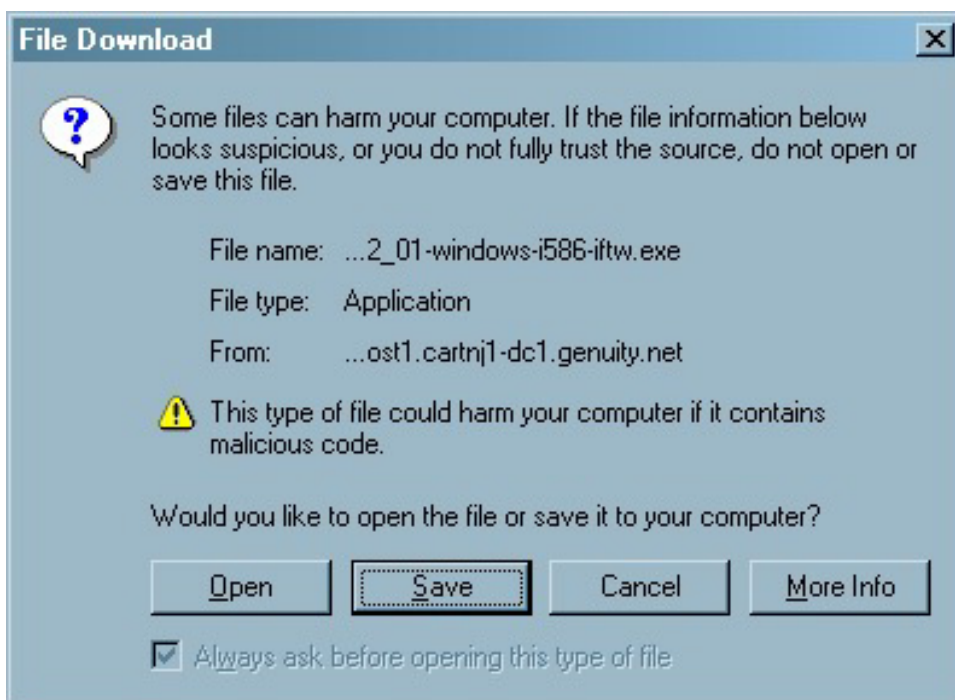 File Download
Some files can harm your computer. If the file information below
looks suspicious, or you do not fully trust the source, do not open or
save this file.
File name: ...2_01-windows-i586-iftw.exe
File type: Application
From: ...ost1.cartnj1-dc1.genuity.net
This type of file could harm your computer if it contains
malicious code.
Would you like to open the file or save it to your computer?
Open Save Cancel More Info
Always ask before opening this type of file